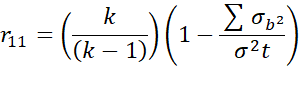 r₁₁ = (k / (k − 1)) (1 − ∑ σ_b² / σ²t)